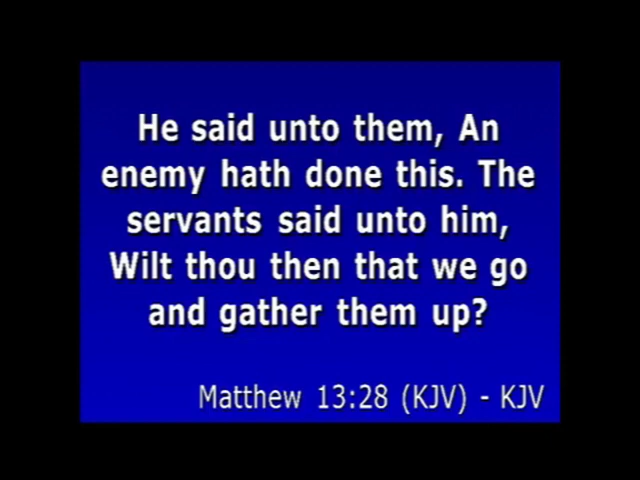 He said unto them, An
enemy hath done this. The
servants said unto him,
Wilt thou then that we go
and gather them up?
Matthew 13:28 (KJV) - KJV